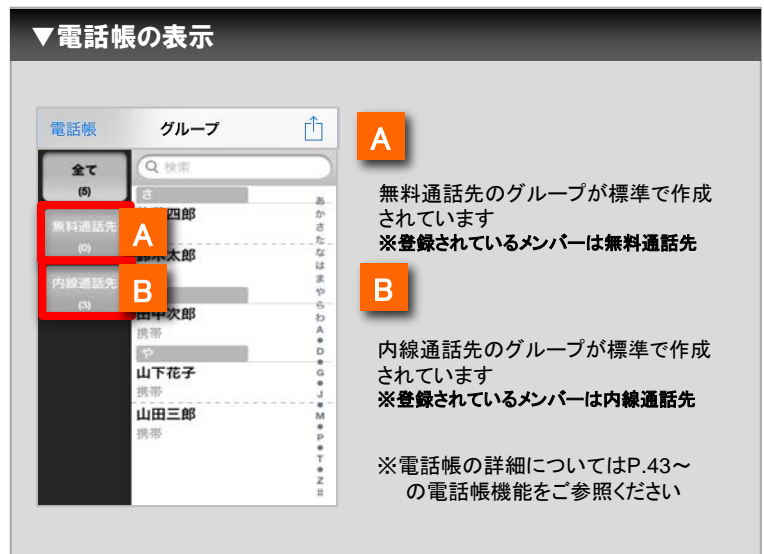 ▼電話帳の表示
電話帳
グループ
全て
(5)
検索
さ
四郎
無料通話先
(0)
A
太郎
内線通話先
(3)
B
田中次郎
携帯
や
山下花子
携帯
山田三郎
携帯
あ
か
さ
た
な
は
ま
や
ら
わ
A
●
D
●
G
●
J
●
M
●
P
●
T
●
Z
#
A
無料通話先のグループが標準で作成
されています
※登録されているメンバーは無料通話先
B
内線通話先のグループが標準で作成
されています
※登録されているメンバーは内線通話先
※電話帳の詳細についてはP.43～
の電話帳機能をご参照ください